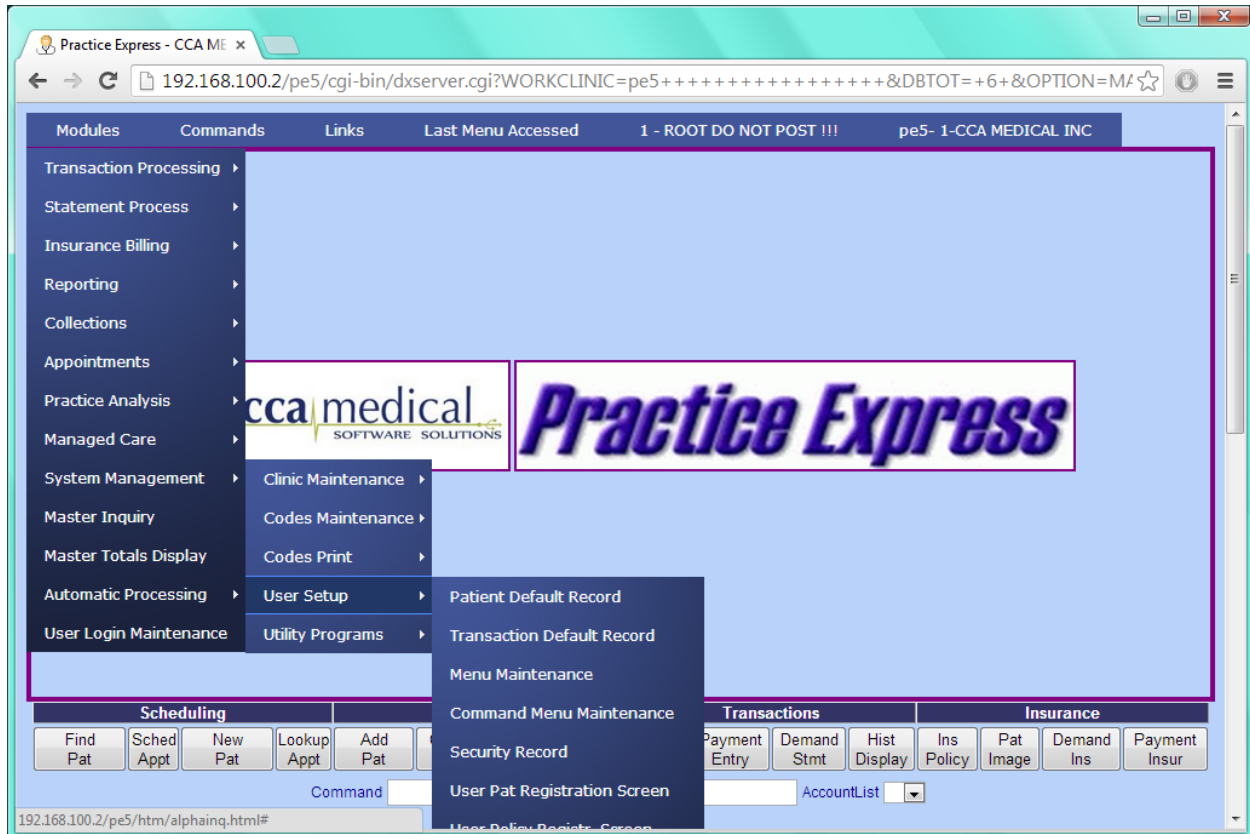 Practice Express - CCA ME
192.168.100.2/pe5/cgi-bin/dxserver.cgi?WORKCLINIC=pe5+++++++++++++++++&DBTOT=+6+&OPTION=MA
Modules Commands Links Last Menu Accessed 1 - ROOT DO NOT POST !!! pe5- 1-CCA MEDICAL INC
Transaction Processing
Statement Process
Insurance Billing
Reporting
Collections
Appointments
Practice Analysis
Managed Care
System Management
Master Inquiry
Master Totals Display
Automatic Processing
User Login Maintenance
cca medical
SOFTWARE SOLUTIONS
Practice Express
Clinic Maintenance
Codes Maintenance
Codes Print
User Setup
Utility Programs
Patient Default Record
Transaction Default Record
Menu Maintenance
Command Menu Maintenance
Security Record
User Pat Registration Screen
User Policy Registr. Screen
Scheduling Transactions Insurance
Find Pat
Sched Appt
New Pat
Lookup Appt
Add Pat
Payment Entry
Demand Stmt
Hist Display
Ins Policy
Pat Image
Demand Ins
Payment Insur
Command AccountList
192.168.100.2/pe5/htm/alphainq.html#